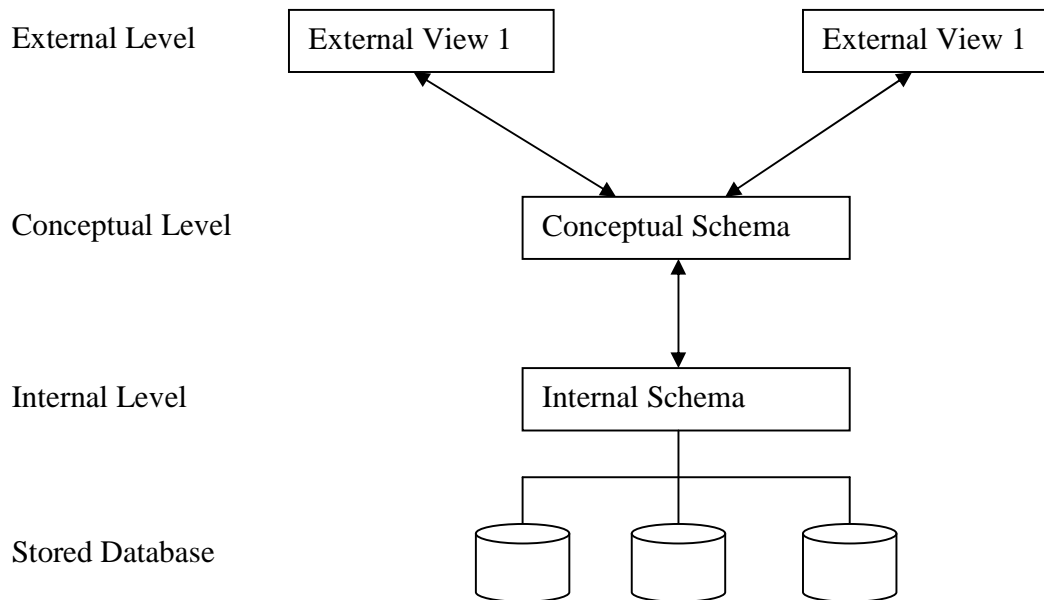 External Level
External View 1
External View 1
Conceptual Level
Conceptual Schema
Internal Level
Internal Schema
Stored Database